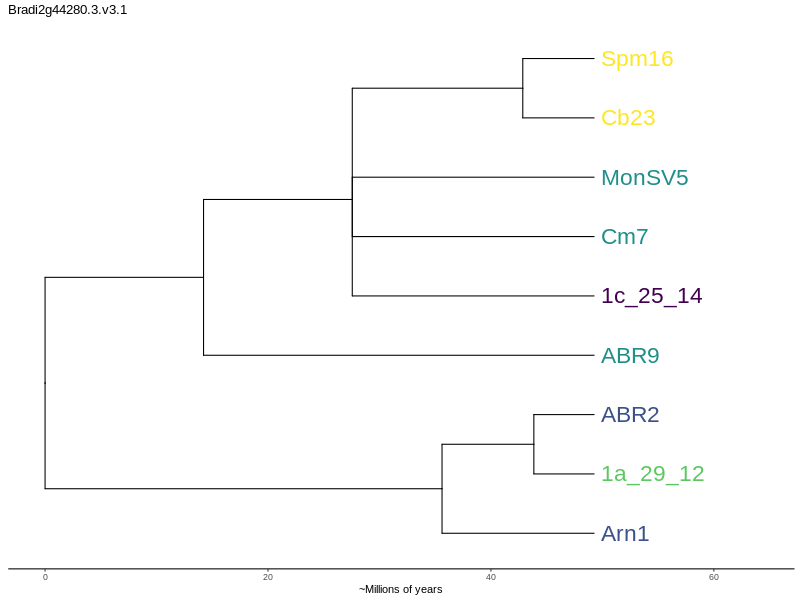 Bradi2g44280.3.v3.1
Spm16
Cb23
MonSV5
Cm7
1c_25_14
ABR9
ABR2
1a_29_12
Arn1
0 20 40 60
~Millions of years